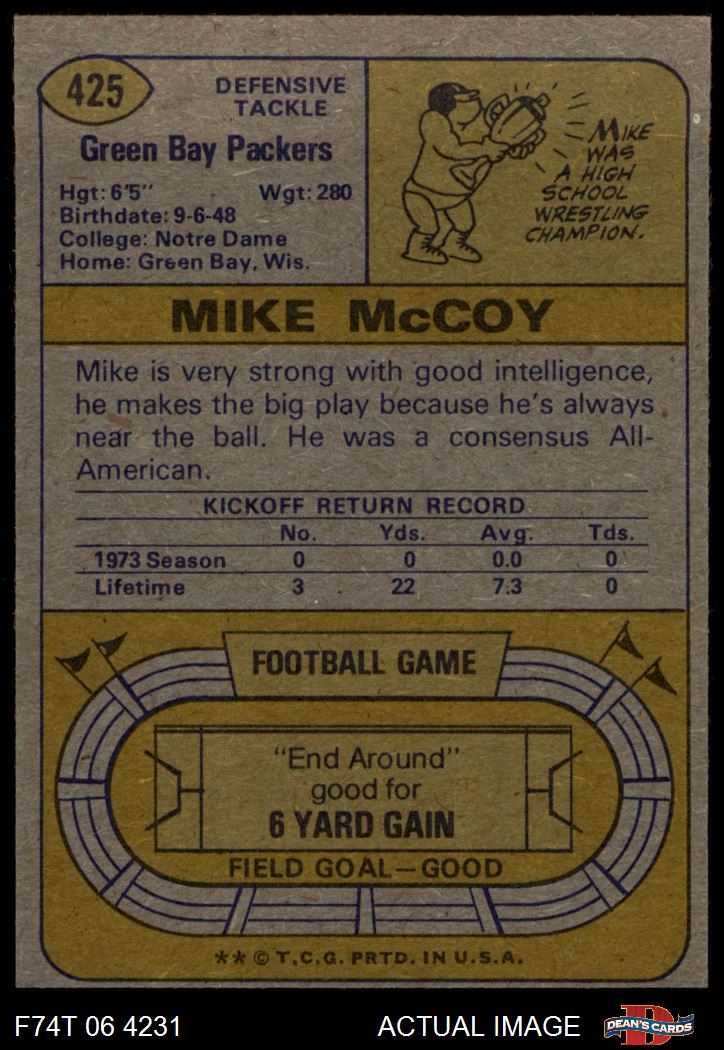 425
DEFENSIVE
TACKLE
Green Bay Packers
Hgt: 6'5" Wgt: 280
Birthdate: 9-6-48
College: Notre Dame
Home: Green Bay, Wis.
MIKE
WAS
A HIGH
SCHOOL
WRESTLING
CHAMPION.
MIKE McCOY
Mike is very strong with good intelligence,
he makes the big play because he's always
near the ball. He was a consensus All-
American.
KICKOFF RETURN RECORD
No. Yds. Avg. Tds.
1973 Season 0 0 0.0 0
Lifetime 3 22 7.3 0
FOOTBALL GAME
"End Around"
good for
6 YARD GAIN
FIELD GOAL—GOOD
** © T.C.G. PRTD. IN U.S.A.
F74T 06 4231 ACTUAL IMAGE
D
DEAN'S CARDS